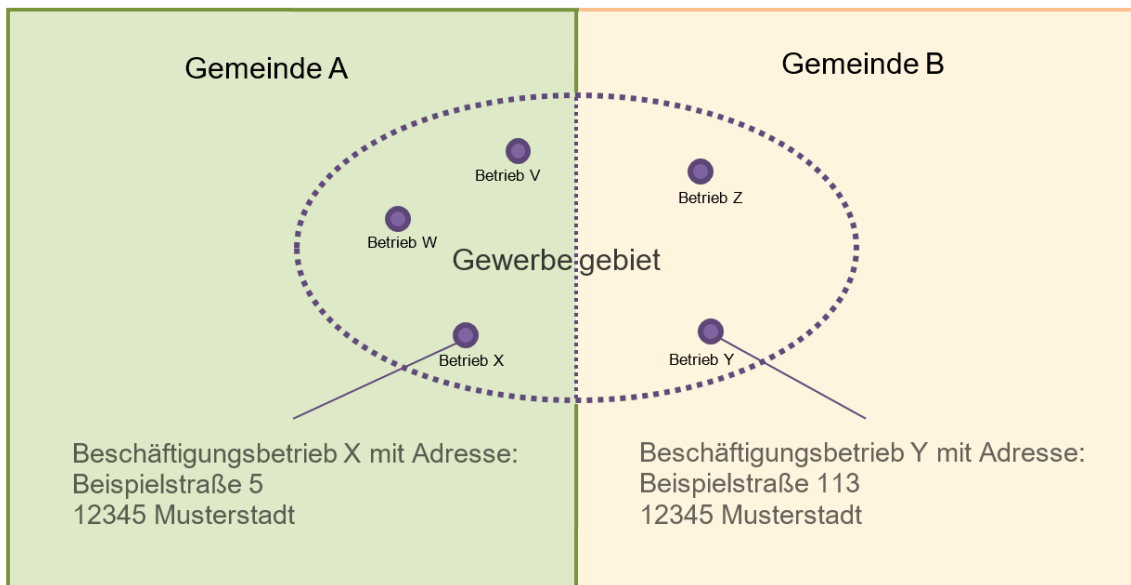 Gemeinde A
Gemeinde B
Betrieb V
Betrieb Z
Betrieb W
Gewerbegebiet
Betrieb X
Betrieb Y
Beschäftigungsbetrieb X mit Adresse:
Beispielstraße 5
12345 Musterstadt
Beschäftigungsbetrieb Y mit Adresse:
Beispielstraße 113
12345 Musterstadt